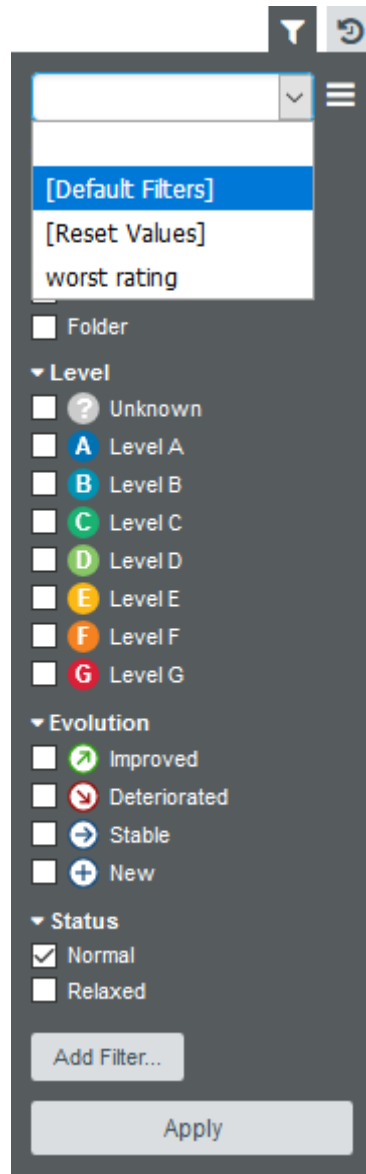 [Default Filters]
[Reset Values]
worst rating
Folder
Level
? Unknown
A Level A
B Level B
C Level C
D Level D
E Level E
F Level F
G Level G
Evolution
Improved
Deteriorated
Stable
New
Status
Normal
Relaxed
Add Filter...
Apply